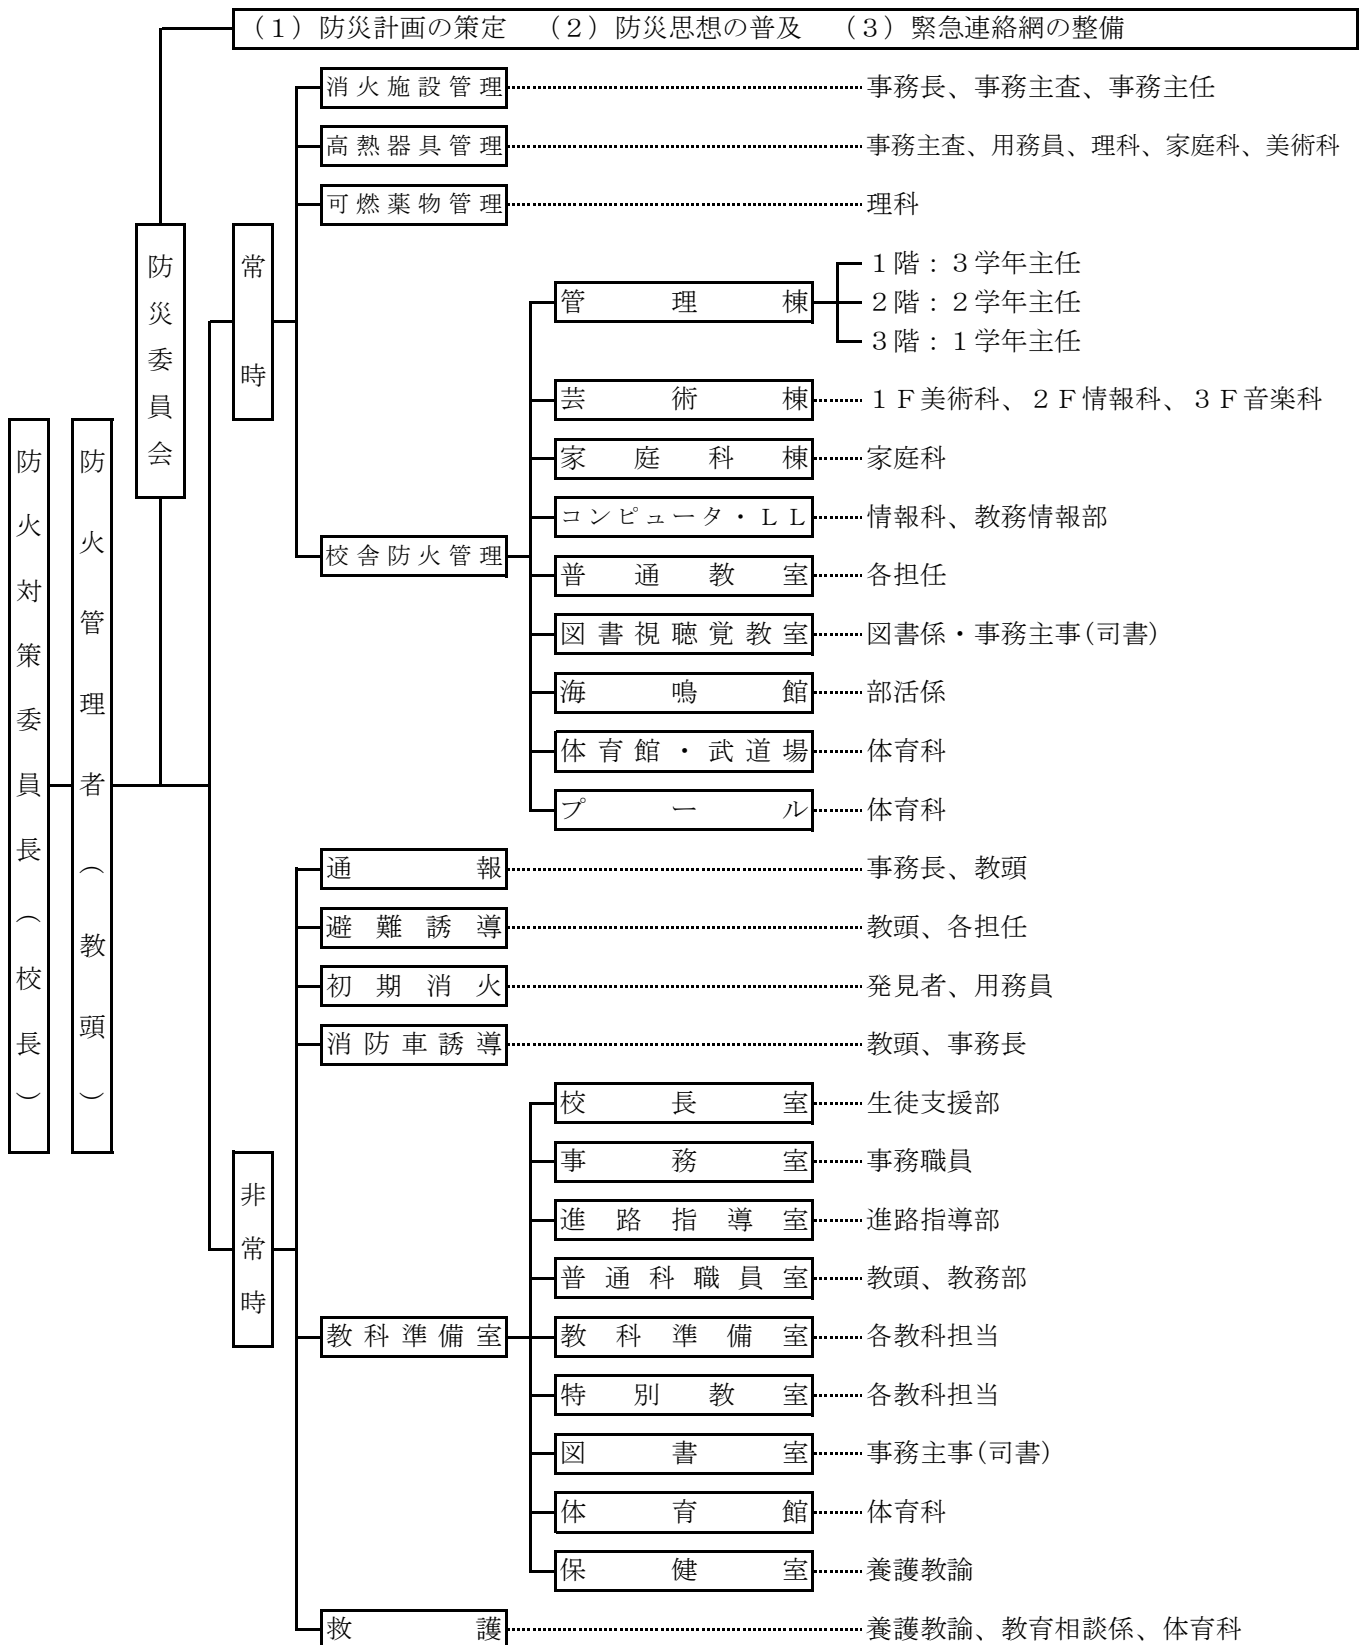 （１）防災計画の策定　（２）防災思想の普及　（３）緊急連絡網の整備
防火対策委員長（校長）
防火管理者（教頭）
防災委員会
常時
消火施設管理 事務長、事務主査、事務主任
高熱器具管理 事務主査、用務員、理科、家庭科、美術科
可燃薬物管理 理科
校舎防火管理
管理棟
１階：３学年主任
２階：２学年主任
３階：１学年主任
芸術棟 １Ｆ美術科、２Ｆ情報科、３Ｆ音楽科
家庭科棟 家庭科
コンピュータ・ＬＬ 情報科、教務情報部
普通教室 各担任
図書視聴覚教室 図書係・事務主事(司書)
海鳴館 部活係
体育館・武道場 体育科
プール 体育科
非常時
通報 事務長、教頭
避難誘導 教頭、各担任
初期消火 発見者、用務員
消防車誘導 教頭、事務長
教科準備室
校長室 生徒支援部
事務室 事務職員
進路指導室 進路指導部
普通科職員室 教頭、教務部
教科準備室 各教科担当
特別教室 各教科担当
図書室 事務主事(司書)
体育館 体育科
保健室 養護教諭
救護 養護教諭、教育相談係、体育科